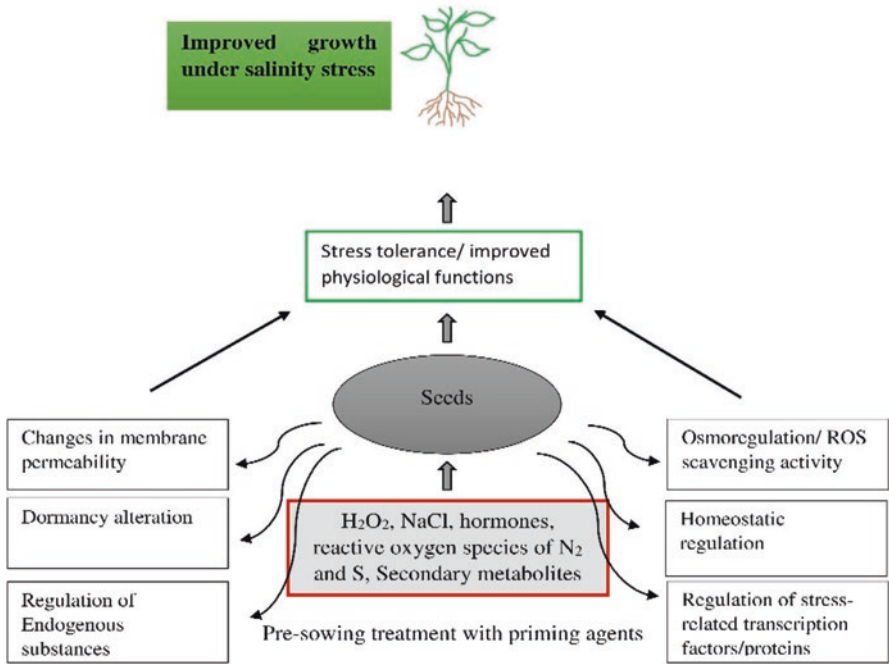 Improved growth
under salinity stress
Stress tolerance/ improved
physiological functions
Seeds
Changes in membrane
permeability
Dormancy alteration
Regulation of
Endogenous
substances
Osmoregulation/ ROS
scavenging activity
Homeostatic
regulation
Regulation of stress-
related transcription
factors/proteins
H₂O₂, NaCl, hormones,
reactive oxygen species of N₂
and S, Secondary metabolites
Pre-sowing treatment with priming agents